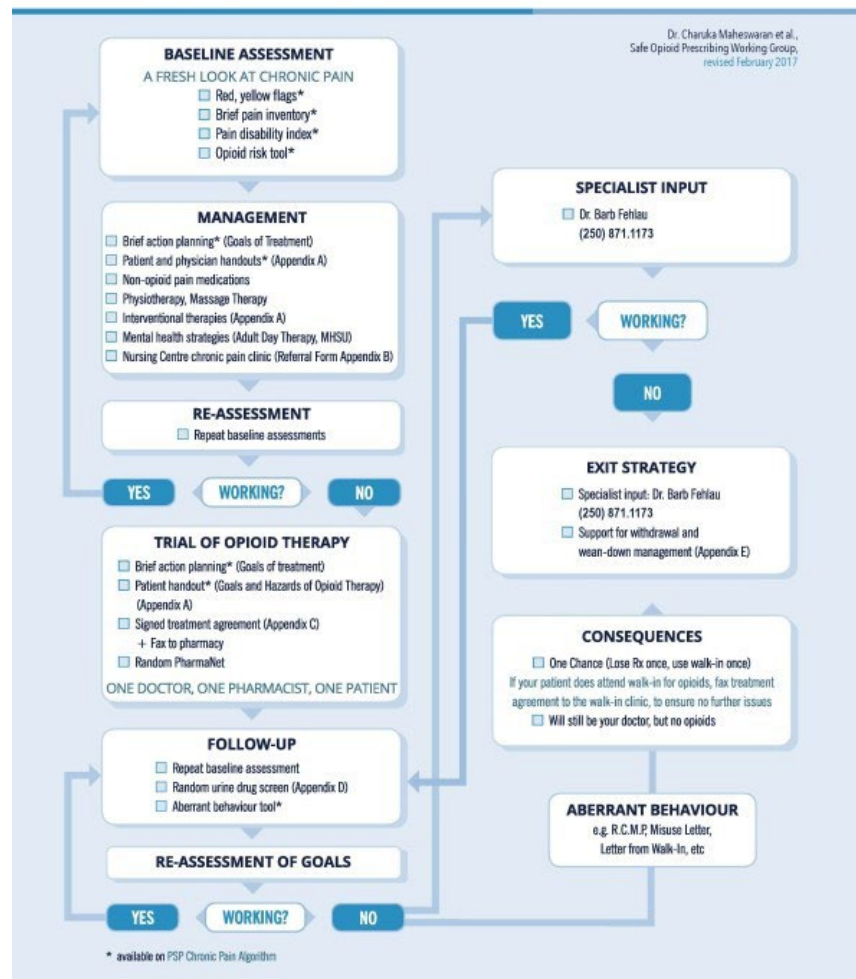 Dr. Charuka Maheswaran et al.,
Safe Opioid Prescribing Working Group,
revised February 2017
BASELINE ASSESSMENT
A FRESH LOOK AT CHRONIC PAIN
Red, yellow flags*
Brief pain inventory*
Pain disability index*
Opioid risk tool*
MANAGEMENT
Brief action planning* (Goals of Treatment)
Patient and physician handouts* (Appendix A)
Non-opioid pain medications
Physiotherapy, Massage Therapy
Interventional therapies (Appendix A)
Mental health strategies (Adult Day Therapy, MHSU)
Nursing Centre chronic pain clinic (Referral Form Appendix B)
RE-ASSESSMENT
Repeat baseline assessments
YES
WORKING?
NO
TRIAL OF OPIOID THERAPY
Brief action planning* (Goals of treatment)
Patient handout* (Goals and Hazards of Opioid Therapy)
(Appendix A)
Signed treatment agreement (Appendix C)
+ Fax to pharmacy
Random PharmaNet
ONE DOCTOR, ONE PHARMACIST, ONE PATIENT
FOLLOW-UP
Repeat baseline assessment
Random urine drug screen (Appendix D)
Aberrant behaviour tool*
RE-ASSESSMENT OF GOALS
YES
WORKING?
NO
SPECIALIST INPUT
Dr. Barb Fehlau
(250) 871.1173
YES
WORKING?
NO
EXIT STRATEGY
Specialist input: Dr. Barb Fehlau
(250) 871.1173
Support for withdrawal and
wean-down management (Appendix E)
CONSEQUENCES
One Chance (Lose Rx once, use walk-in once)
If your patient does attend walk-in for opioids, fax treatment
agreement to the walk-in clinic, to ensure no further issues
Will still be your doctor, but no opioids
ABERRANT BEHAVIOUR
e.g. R.C.M.P, Misuse Letter,
Letter from Walk-In, etc
* available on PSP Chronic Pain Algorithm